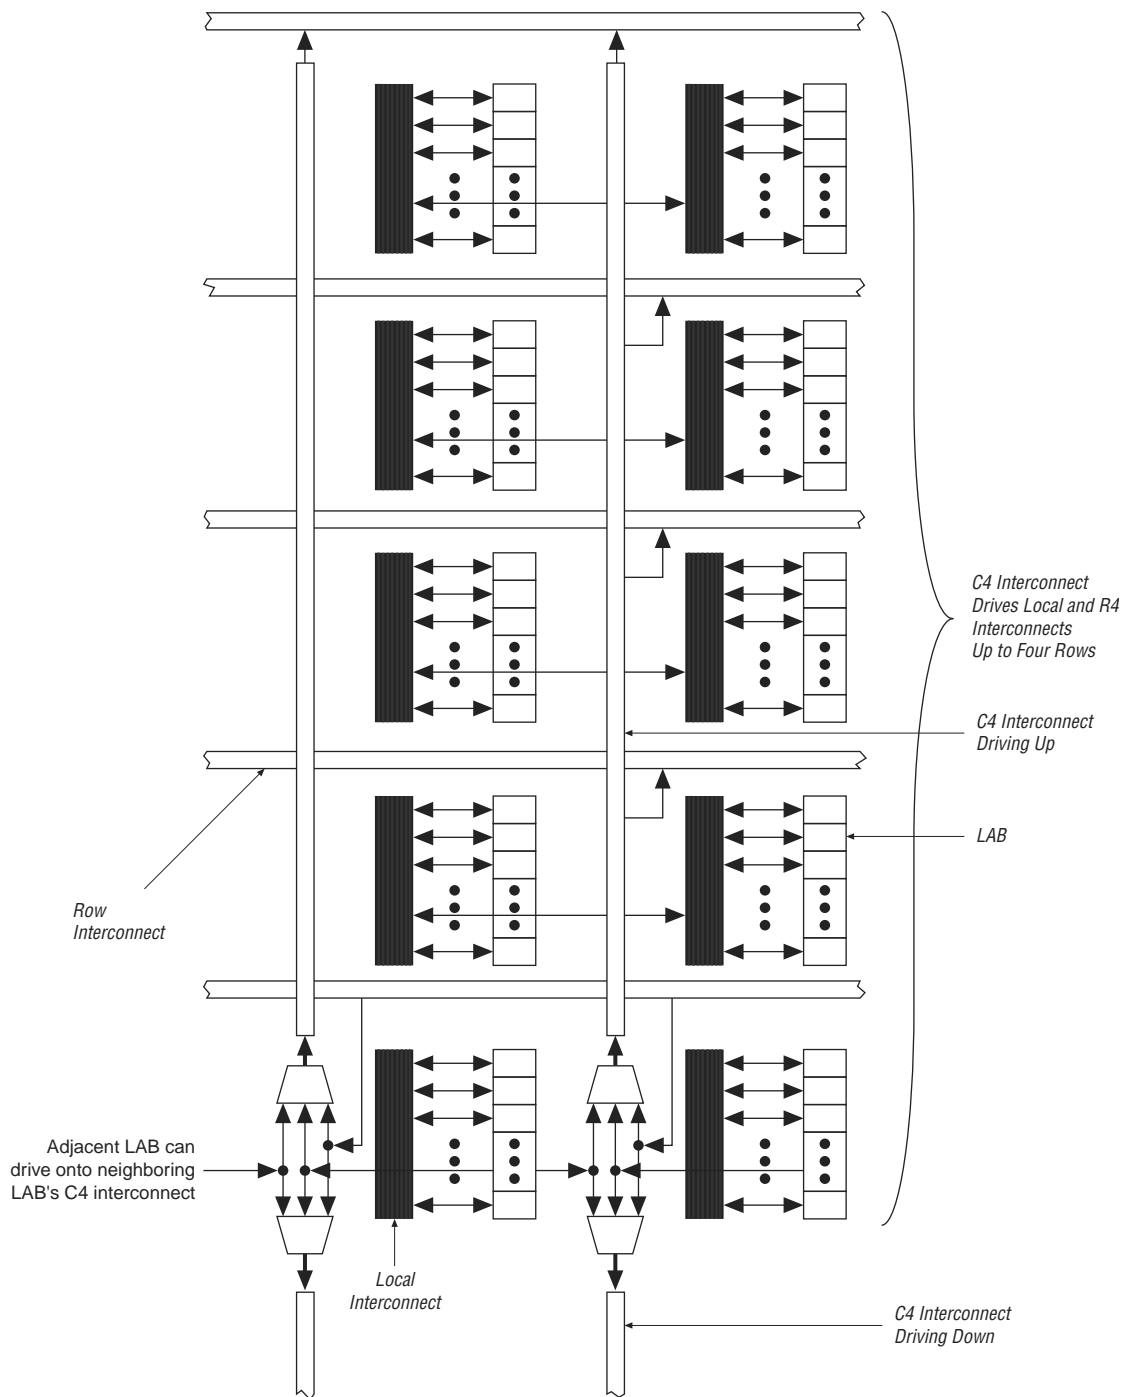 C4 Interconnect
Drives Local and R4
Interconnects
Up to Four Rows
C4 Interconnect
Driving Up
LAB
Row
Interconnect
Adjacent LAB can
drive onto neighboring
LAB's C4 interconnect
Local
Interconnect
C4 Interconnect
Driving Down